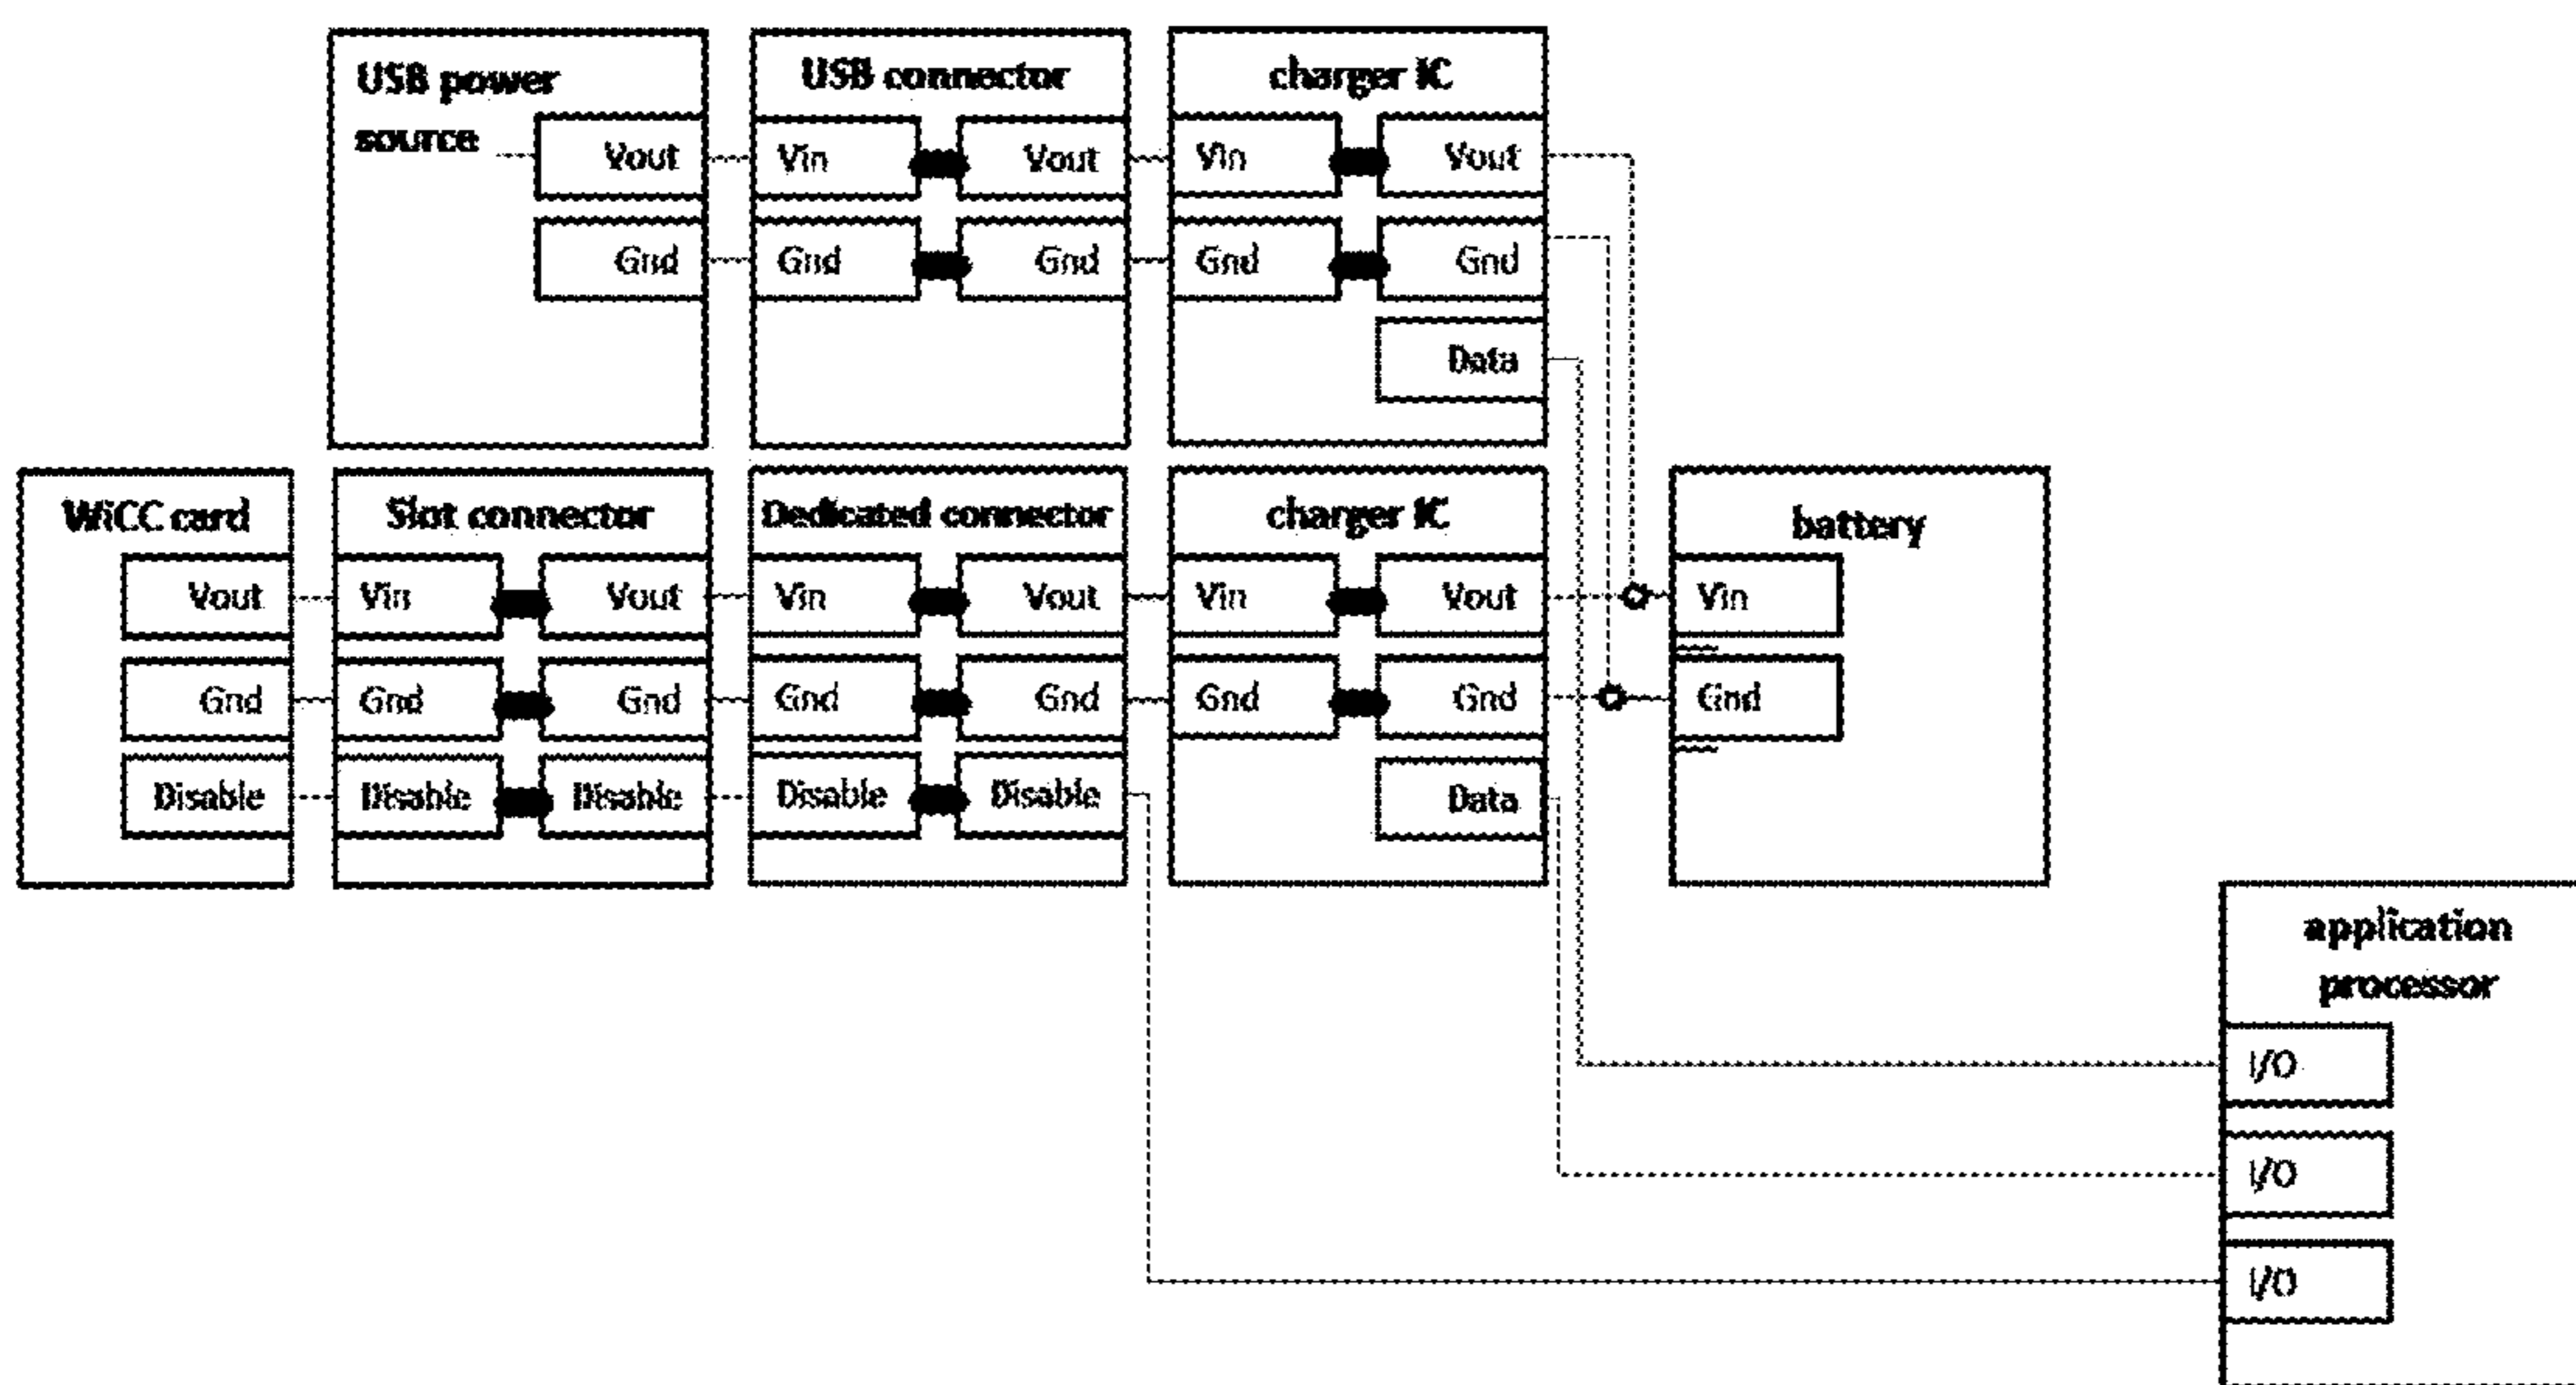 USB power
source
Vout
Gnd
USB connector
Vin
Vout
Gnd
Gnd
charger IC
Vin
Vout
Gnd
Gnd
Data
WiCC card
Vout
Gnd
Disable
Slot connector
Vin
Vout
Gnd
Gnd
Disable
Disable
Dedicated connector
Vin
Vout
Gnd
Gnd
Disable
Disable
charger IC
Vin
Vout
Gnd
Gnd
Data
battery
Vin
Gnd
application
processor
I/O
I/O
I/O